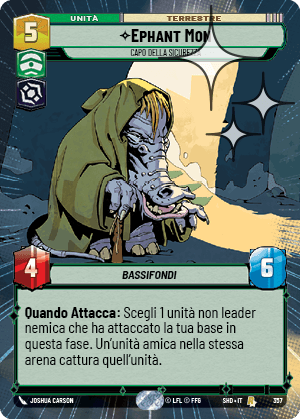 UNITÀ
TERRESTRE
5
EPHANT MON
CAPO DELLA SICUREZZA
4
BASSIFONDI
6
Quando Attacca: Scegli 1 unità non leader
nemica che ha attaccato la tua base in
questa fase. Un'unità amica nella stessa
arena cattura quell'unità.
JOSHUA CARSON
© LFL © FFG
SHD • IT
357